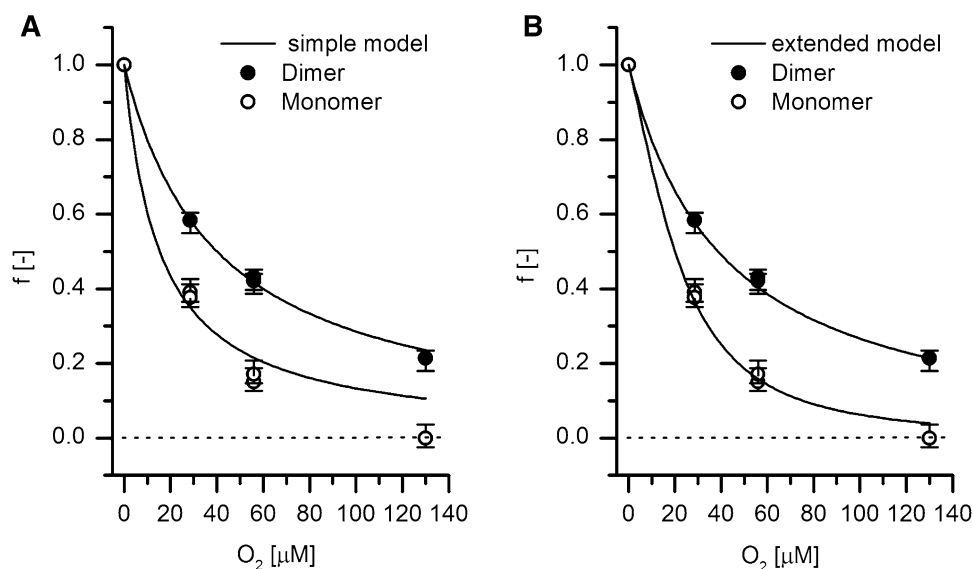 A
simple model
Dimer
Monomer
1.0
0.8
0.6
0.4
0.2
0.0
f [-]
0 20 40 60 80 100 120 140
O₂ [μM]
B
extended model
Dimer
Monomer
1.0
0.8
0.6
0.4
0.2
0.0
f [-]
0 20 40 60 80 100 120 140
O₂ [μM]